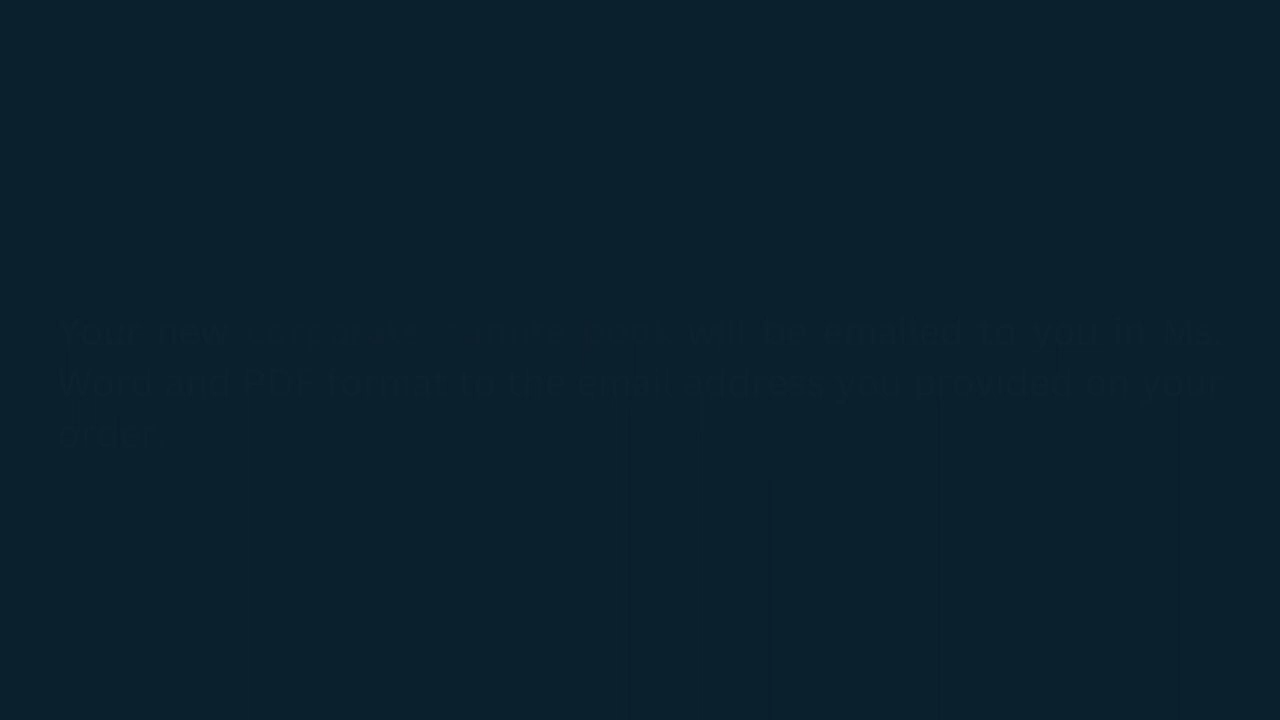 Your new corporate minute book will be emailed to you in Ms.
Word and PDF format to the email address you provided on your
order.